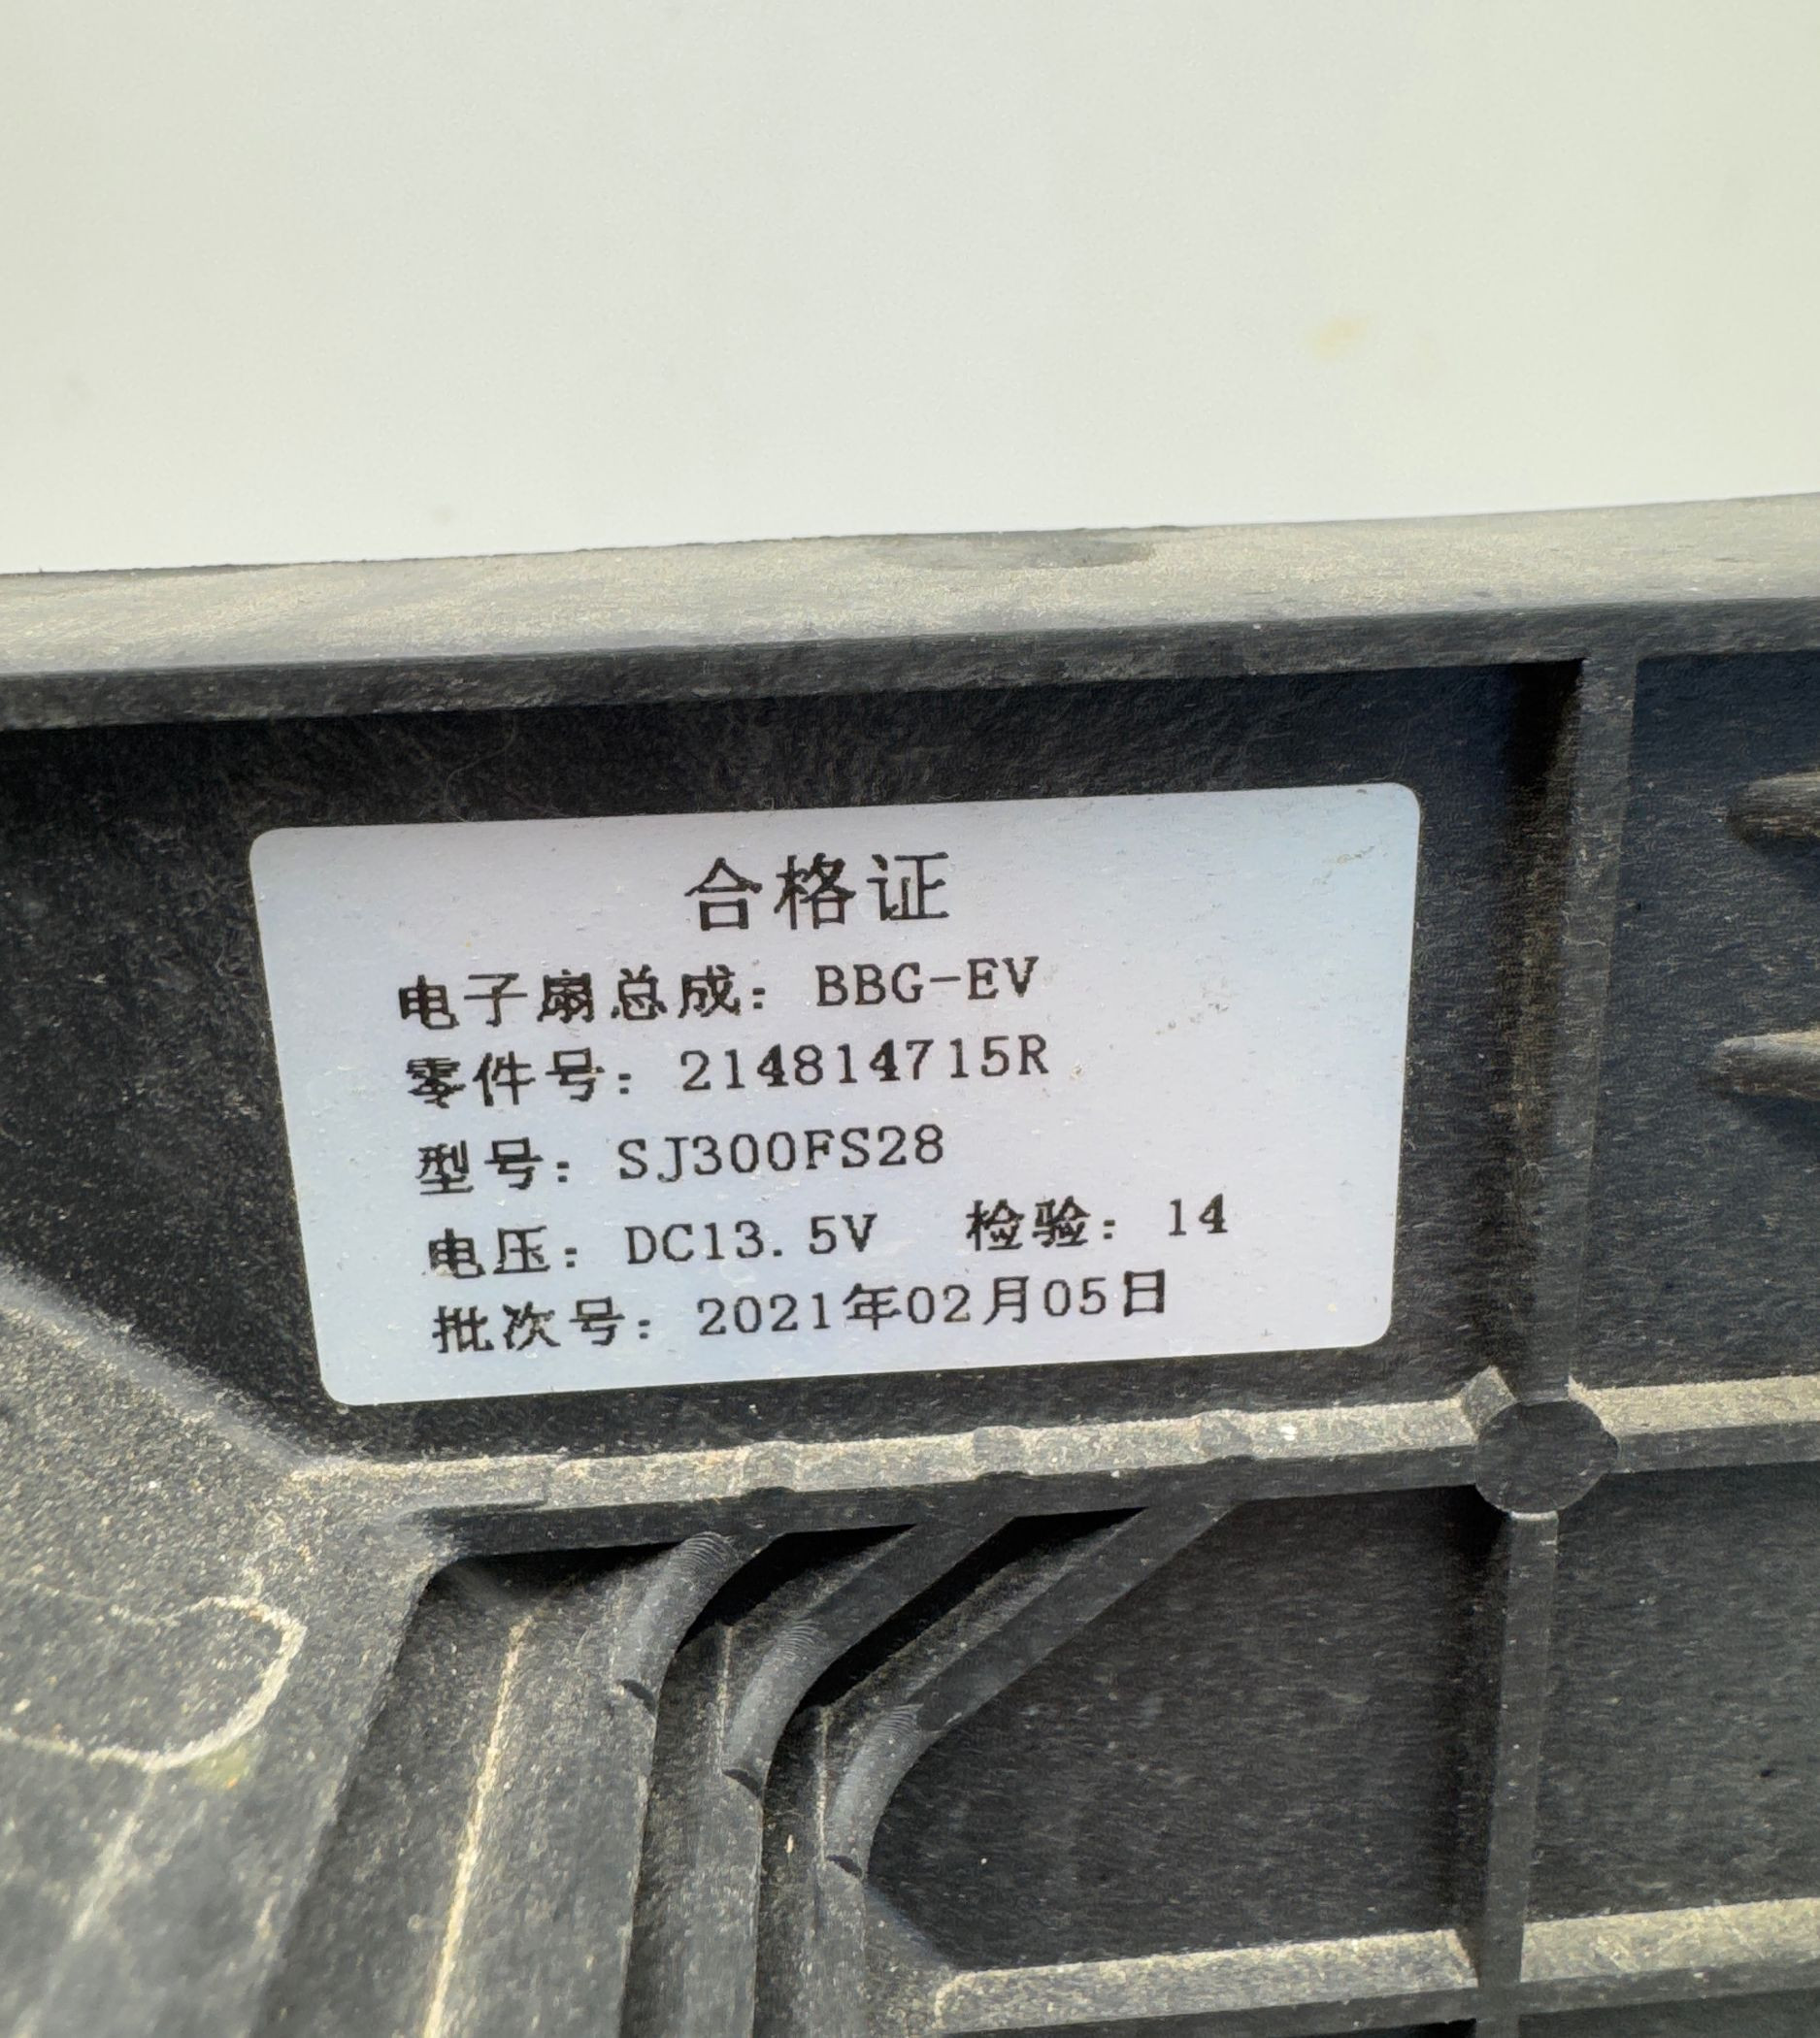 合格证
电子扇总成：BBG-EV
零件号：214814715R
型号：SJ300FS28
电压：DC13.5V 检验：14
批次号：2021年02月05日